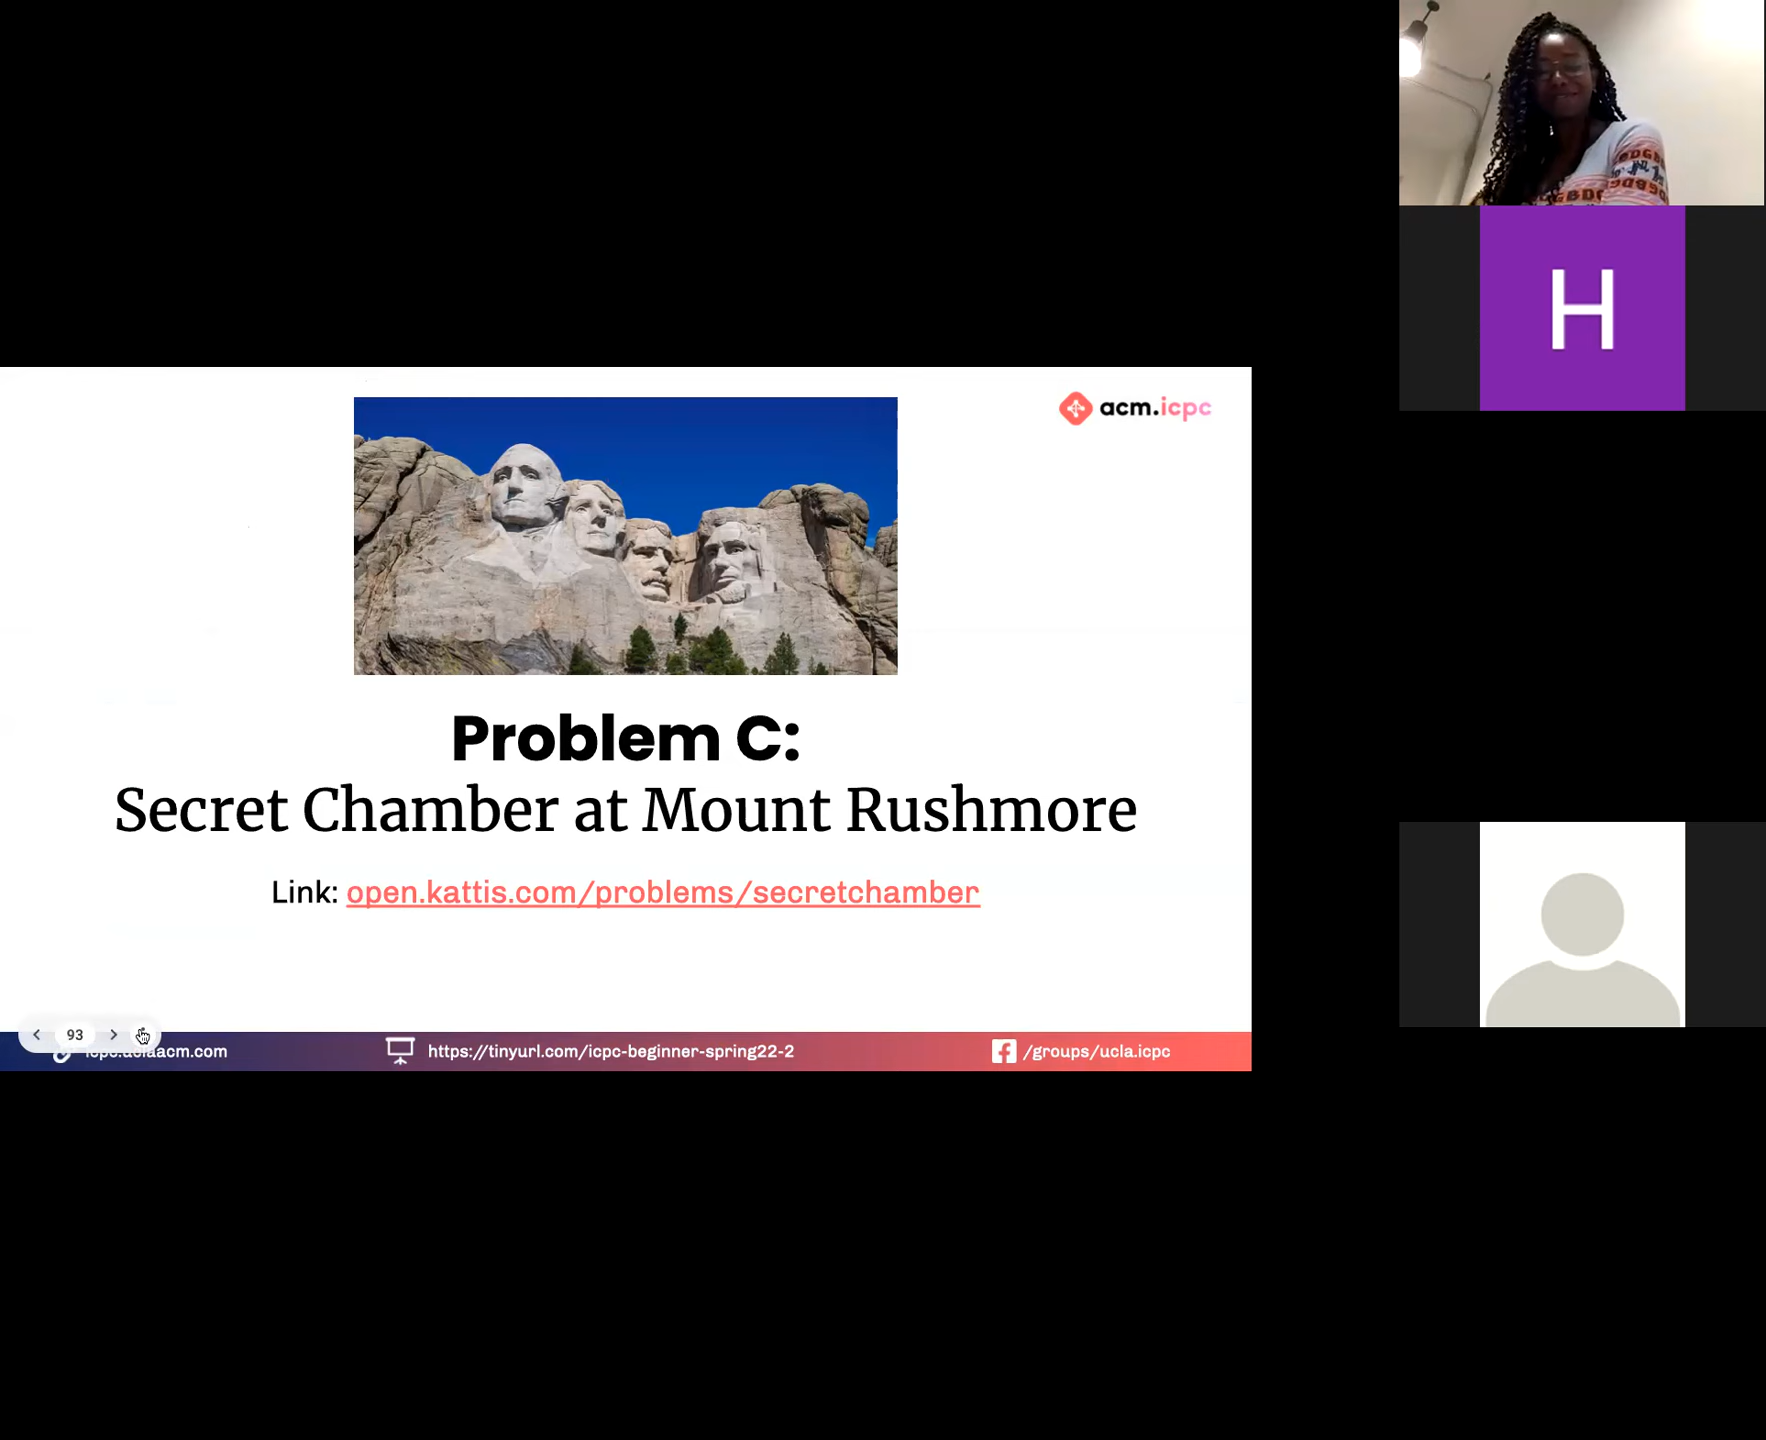 H
acm.icpc
Problem C:
Secret Chamber at Mount Rushmore
Link: open.kattis.com/problems/secretchamber
93
icpc.uclaacm.com
https://tinyurl.com/icpc-beginner-spring22-2
/groups/ucla.icpc